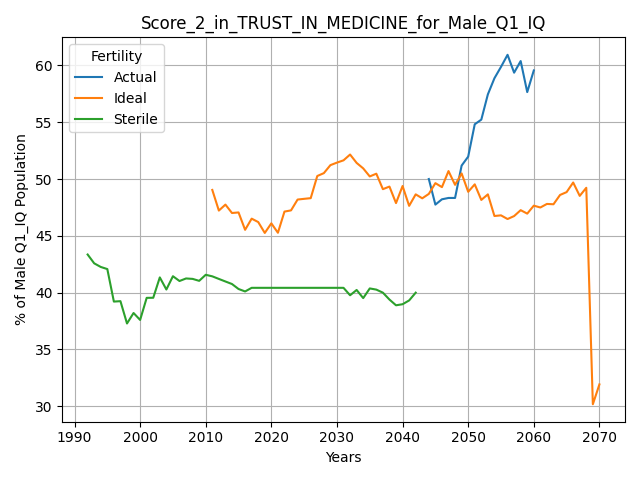 Score_2_in_TRUST_IN_MEDICINE_for_Male_Q1_IQ
Fertility
Actual
Ideal
Sterile
% of Male Q1_IQ Population
60
55
50
45
40
35
30
1990
2000
2010
2020
2030
2040
2050
2060
2070
Years